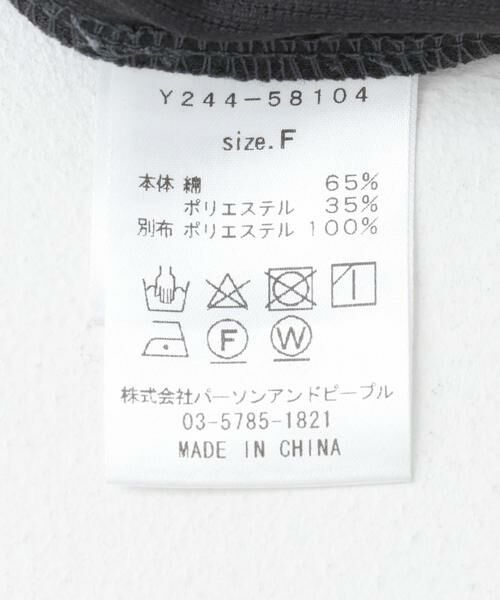 Y244-58104
size.F
本体 綿 65%
ポリエステル 35%
別布 ポリエステル 100%
F W
株式会社パーソンアンドピープル
03-5785-1821
MADE IN CHINA